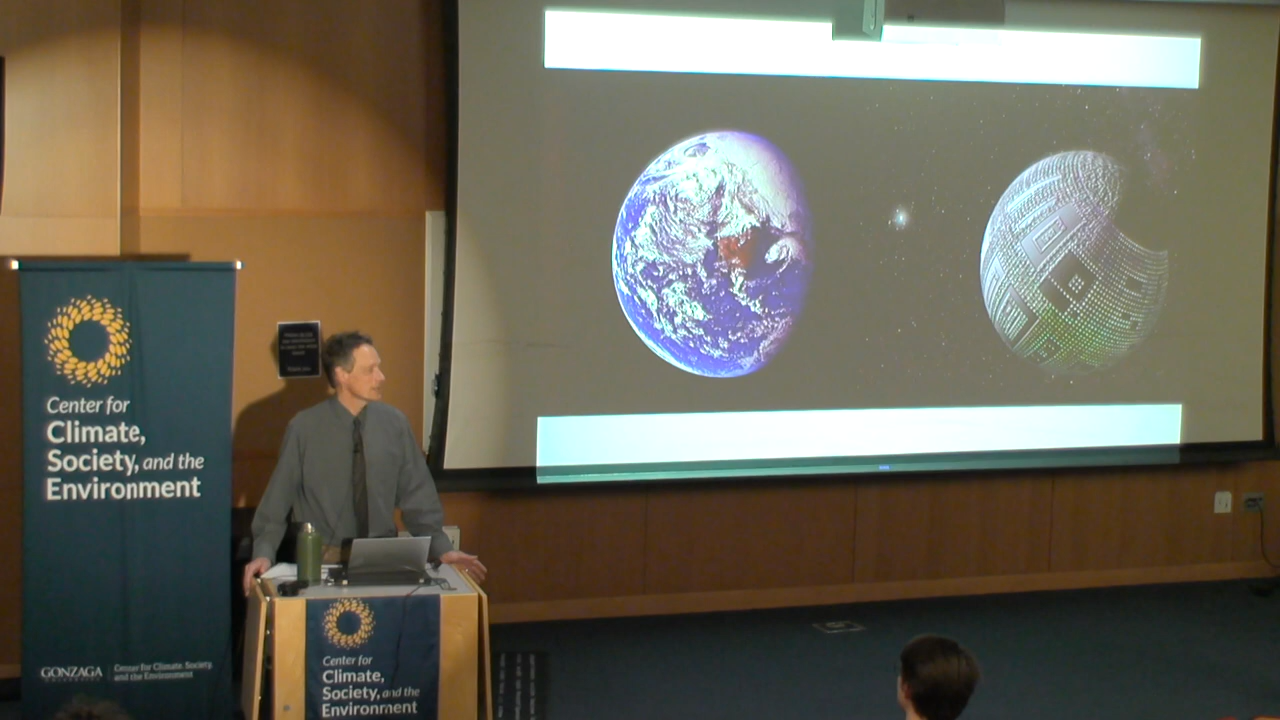 Center for
Climate,
Society, and the
Environment
GONZAGA
Center for Climate, Society,
and the Environment
Center for
Climate,
Society, and the
Environment